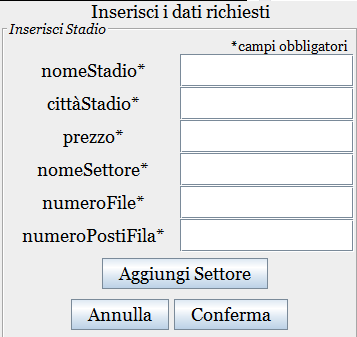 Inserisci i dati richiesti
Inserisci Stadio
*campi obbligatori
nomeStadio*
cittàStadio*
prezzo*
nomeSettore*
numeroFile*
numeroPostiFila*
Aggiungi Settore
Annulla Conferma